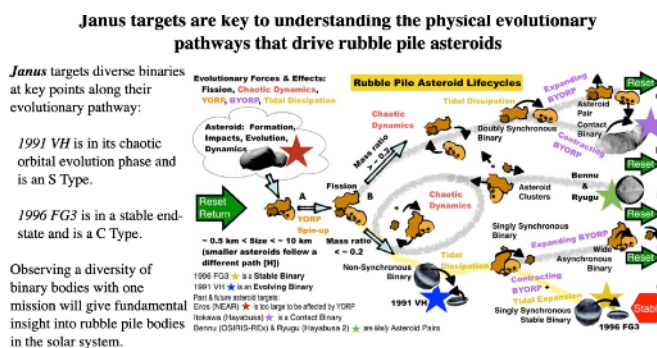 Janus targets are key to understanding the physical evolutionary
pathways that drive rubble pile asteroids
Janus targets diverse binaries
at key points along their
evolutionary pathway:
1991 VH is in its chaotic
orbital evolution phase and
is an S Type.
1996 FG3 is in a stable end-
state and is a C Type.
Observing a diversity of
binary bodies with one
mission will give fundamental
insight into rubble pile bodies
in the solar system.
Evolutionary Forces & Effects:
Fission, Chaotic Dynamics,
YORP, BYORP, Tidal Dissipation
Asteroid: Formation,
Impacts, Evolution,
Dynamics
Reset
Return
A
YORP
Spin-up
Fission
B
~ 0.5 km < Size < ~ 10 km
(smaller asteroids follow a
different path [H])
Mass ratio
> ~ 0.2
Mass ratio
< ~ 0.2
1996 FG3 is a Stable Binary
1991 VH is an Evolving Binary
Past & future asteroid targets:
Eros (NEAR) is too large to be affected by YORP
Itokawa (Hayabusa) is a Contact Binary
Bennu (OSIRIS-REx) & Ryugu (Hayabusa 2) are likely Asteroid Pairs
Rubble Pile Asteroid Lifecycles
Chaotic
Dynamics
Tidal Dissipation
Doubly Synchronous
Binary
Expanding
BYORP
Asteroid
Pair
Contact
Binary
Contracting
BYORP
Reset
Chaotic
Dynamics
Asteroid
Clusters
Bennu
&
Ryugu
Reset
Non-Synchronous
Binary
1991 VH
Tidal
Dissipation
Singly Synchronous
Binary
Expanding BYORP
Wide
Asynchronous
Binary
Reset
Contracting
BYORP
+
Tidal Expansion
Singly Synchronous
Stable Binary
1996 FG3
Stable